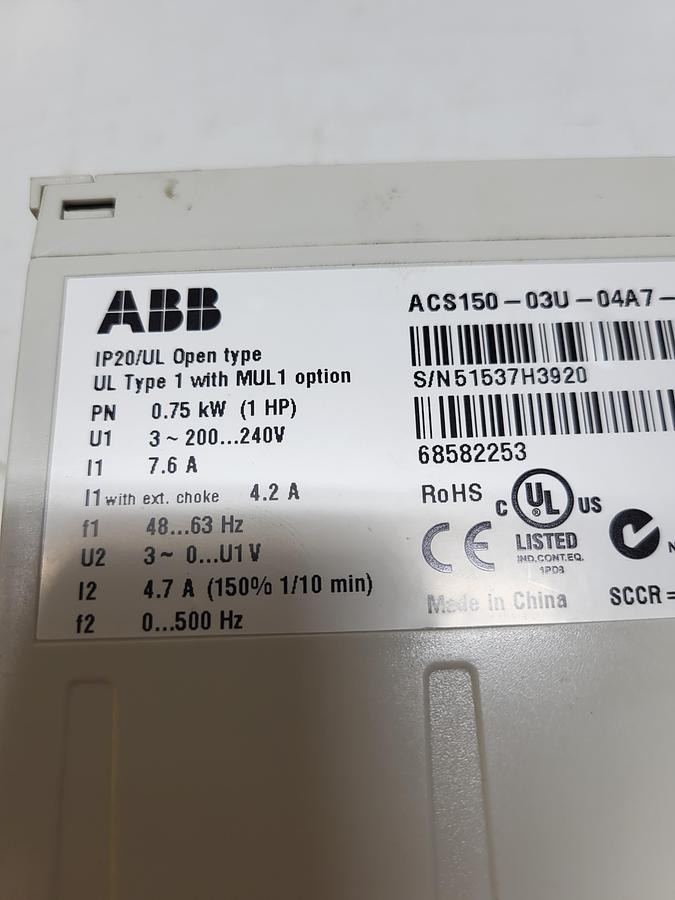 ABB
IP20/UL Open type
UL Type 1 with MUL1 option
PN 0.75 kW (1 HP)
U1 3 ~ 200...240V
I1 7.6 A
I1 with ext. choke 4.2 A
f1 48...63 Hz
U2 3~ 0...U1 V
I2 4.7 A (150% 1/10 min)
f2 0...500 Hz
ACS150-03U-04A7-
S/N 51537H3920
68582253
RoHS
C UL ® US
LISTED
IND.CONT.EQ.
1PD8
CE
N
Made in China
SCCR =